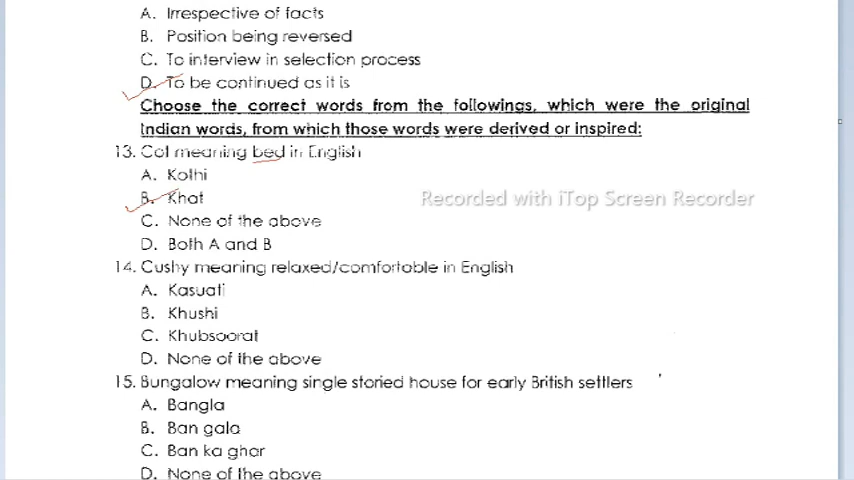 A. Irrespective of facts
B. Position being reversed
C. To interview in selection process
D. To be continued as it is
Choose the correct words from the followings, which were the original
Indian words, from which those words were derived or inspired:
13. Cot meaning bed in English
A. Kothi
B. Khat
Recorded with iTop Screen Recorder
C. None of the above
D. Both A and B
14. Cushy meaning relaxed/comfortable in English
A. Kasuati
B. Khushi
C. Khubsoorat
D. None of the above
15. Bungalow meaning single storied house for early British settlers
A. Bangla
B. Ban gala
C. Ban ka ghar
D. None of the above